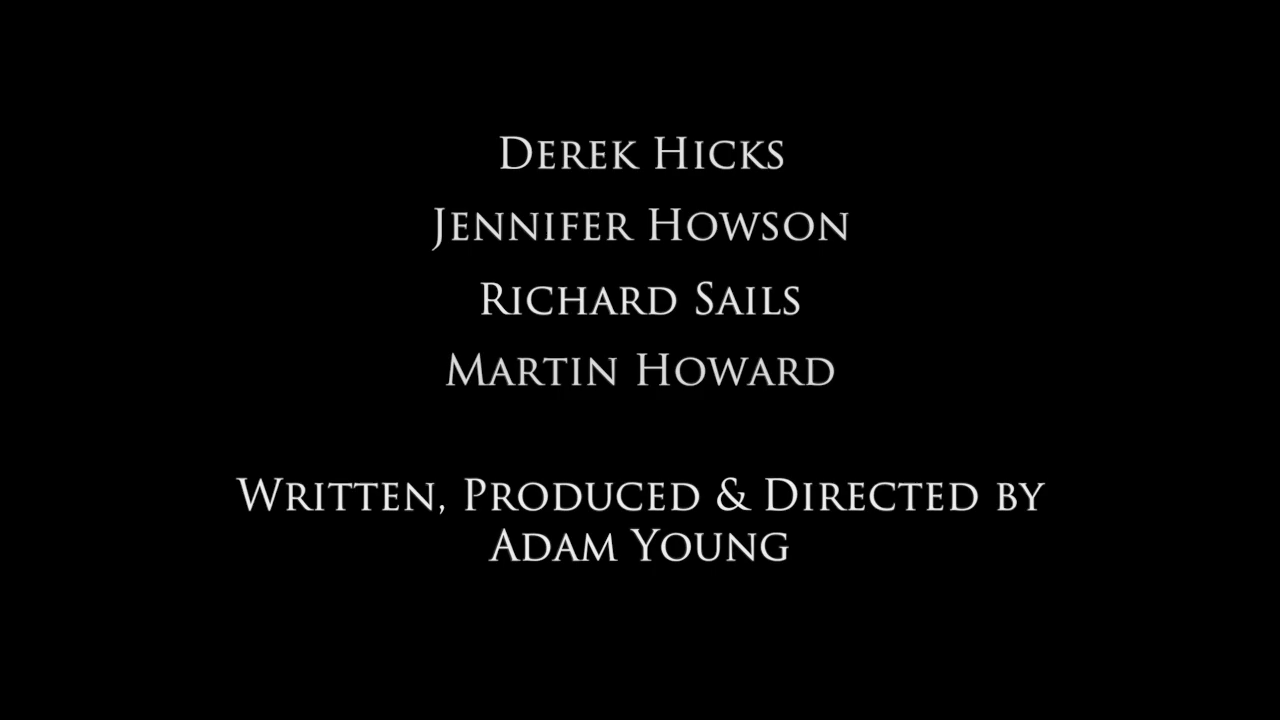 Derek Hicks
Jennifer Howson
Richard Sails
Martin Howard
Written, Produced & Directed by
Adam Young